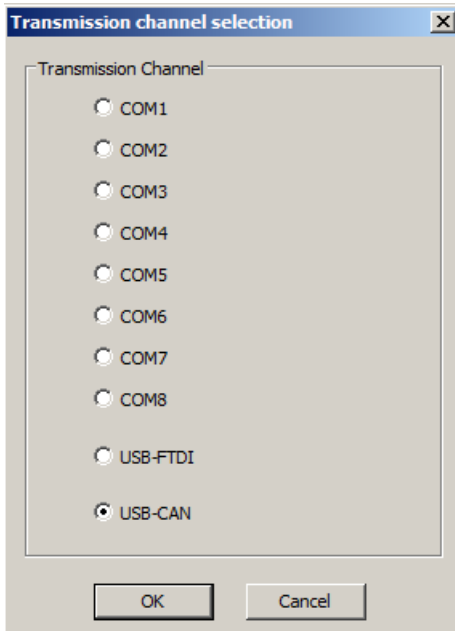 Transmission channel selection
Transmission Channel
COM1
COM2
COM3
COM4
COM5
COM6
COM7
COM8
USB-FTDI
USB-CAN
OK Cancel